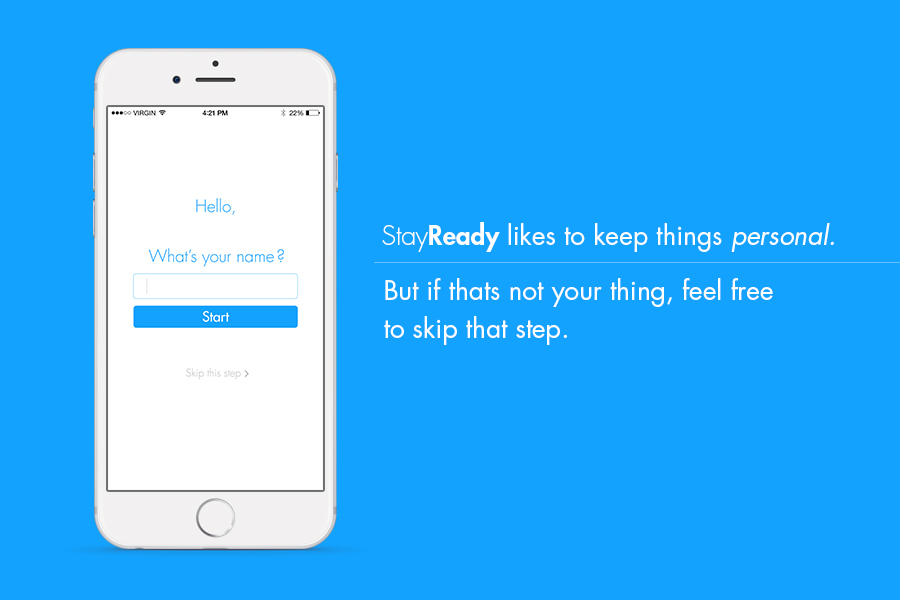 VIRGIN 4:21 PM 22%
Hello,
What's your name?
Start
Skip this step >
StayReady likes to keep things personal.
But if thats not your thing, feel free
to skip that step.